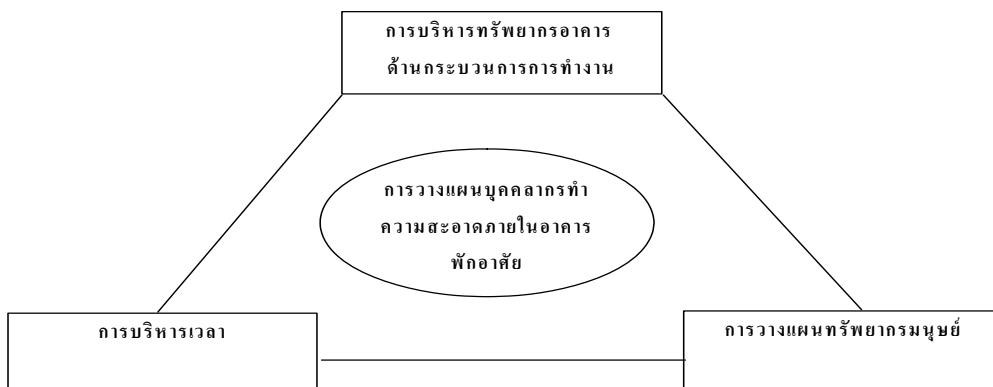 การบริหารทรัพยากรอาคาร
ด้านกระบวนการการทำงาน
การวางแผนบุคคลากรทำ
ความสะอาดภายในอาคาร
พักอาศัย
การบริหารเวลา
การวางแผนทรัพยากรมนุษย์